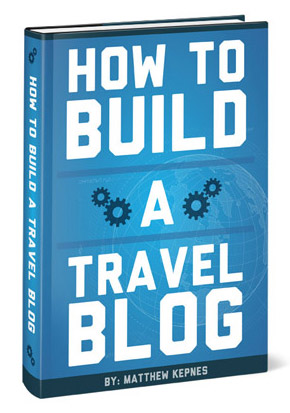 HOW TO BUILD A TRAVEL BLOG
HOW TO
BUILD
A
TRAVEL
BLOG
BY: MATTHEW KEPNES